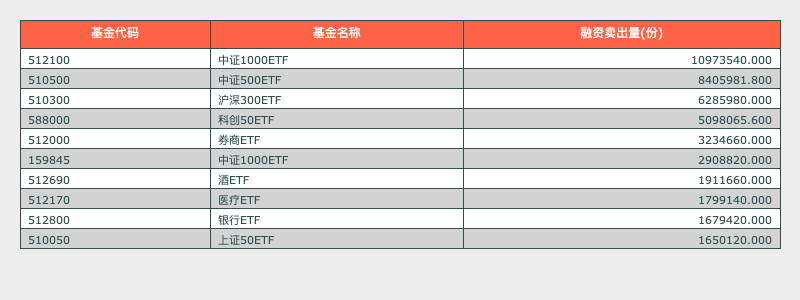 基金代码 基金名称 融资卖出量(份)
512100 中证1000ETF 10973540.000
510500 中证500ETF 8405981.800
510300 沪深300ETF 6285980.000
588000 科创50ETF 5098065.600
512000 券商ETF 3234660.000
159845 中证1000ETF 2908820.000
512690 酒ETF 1911660.000
512170 医疗ETF 1799140.000
512800 银行ETF 1679420.000
510050 上证50ETF 1650120.000